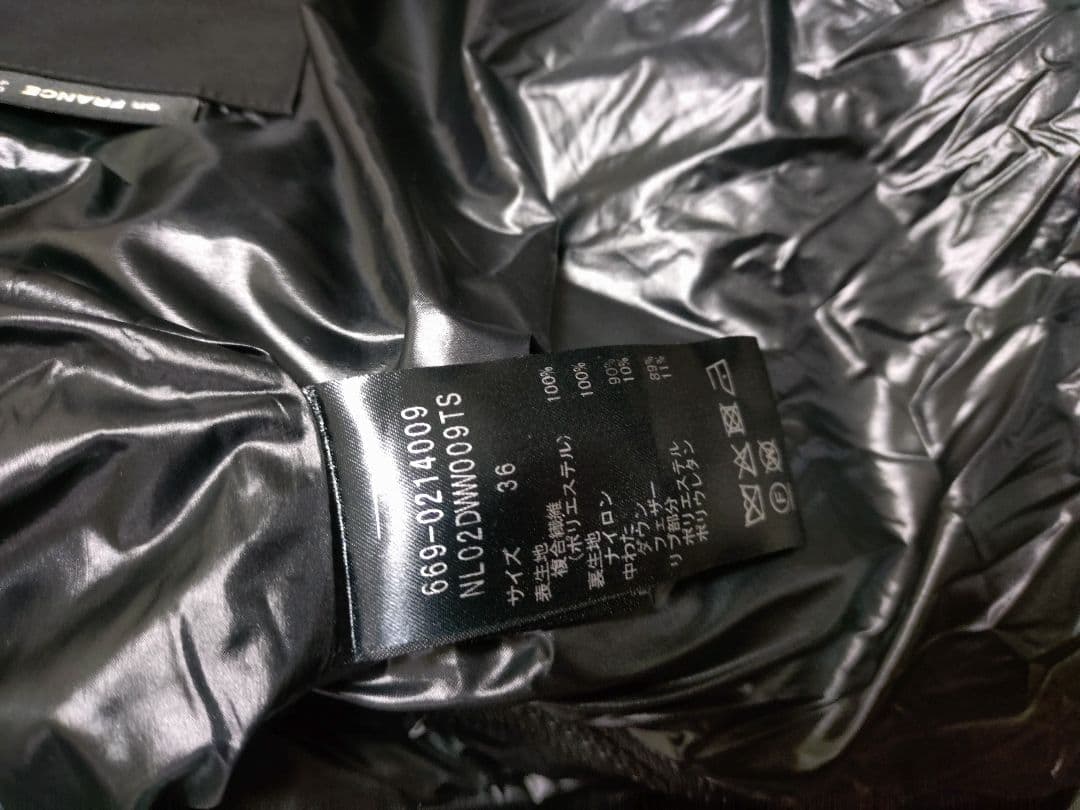 en FRANCE
669-0214009
NL02DWW009TS
サイズ 36
表生地
複合繊維 100%
(ポリエステル)
裏生地
ナイロン 100%
中わた
ダウン 90%
フェザー 10%
リブ部分
ポリエステル 89%
ポリウレタン 11%
F